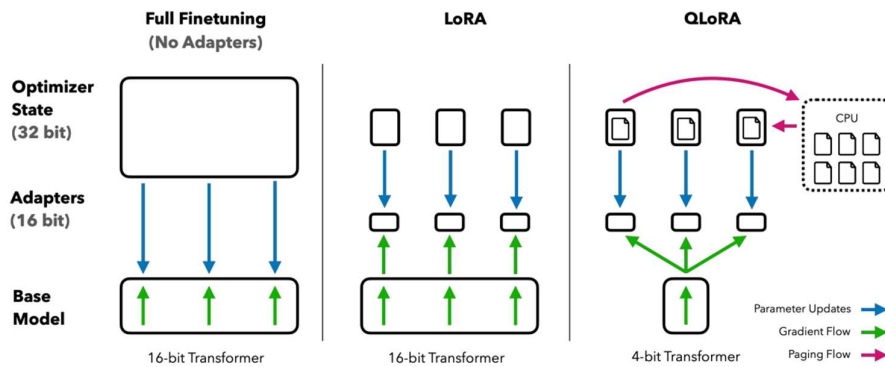 Full Finetuning
(No Adapters)
LoRA
QLoRA
Optimizer
State
(32 bit)
CPU
Adapters
(16 bit)
Base
Model
16-bit Transformer
16-bit Transformer
4-bit Transformer
Parameter Updates
Gradient Flow
Paging Flow